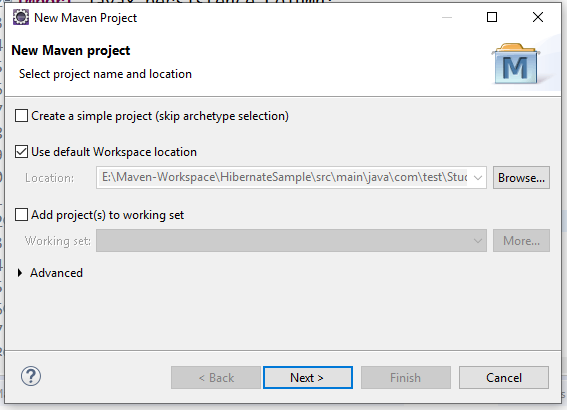 New Maven Project
New Maven project
Select project name and location
M
Create a simple project (skip archetype selection)
Use default Workspace location
Location: E:\Maven-Workspace\HibernateSample\src\main\java\com\test\Stud Browse...
Add project(s) to working set
Working set: More...
Advanced
? < Back Next > Finish Cancel